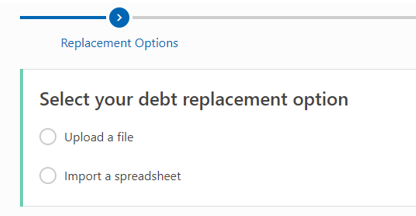 Replacement Options
Select your debt replacement option
Upload a file
Import a spreadsheet